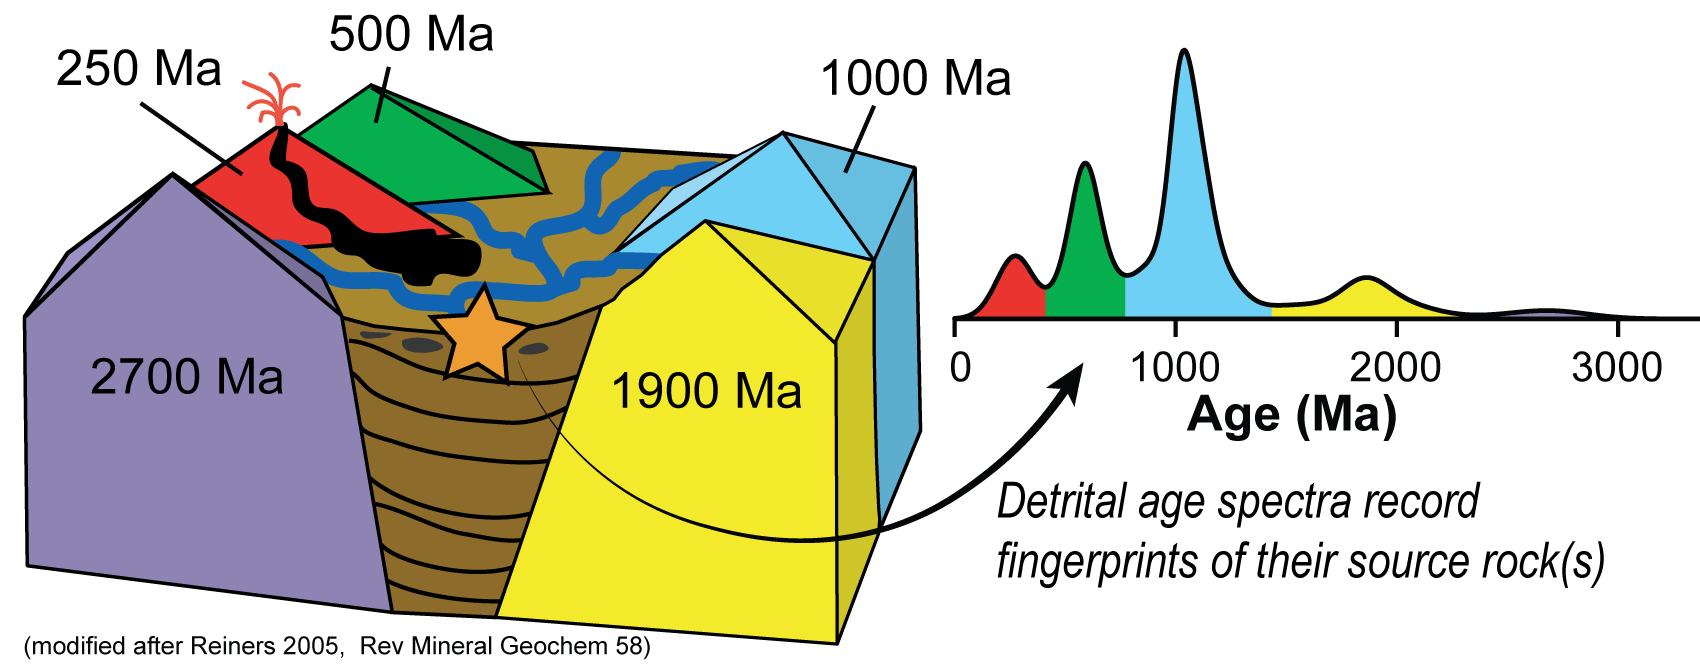 500 Ma
250 Ma
1000 Ma
2700 Ma
1900 Ma
0 1000 2000 3000
Age (Ma)
Detrital age spectra record
fingerprints of their source rock(s)
(modified after Reiners 2005, Rev Mineral Geochem 58)